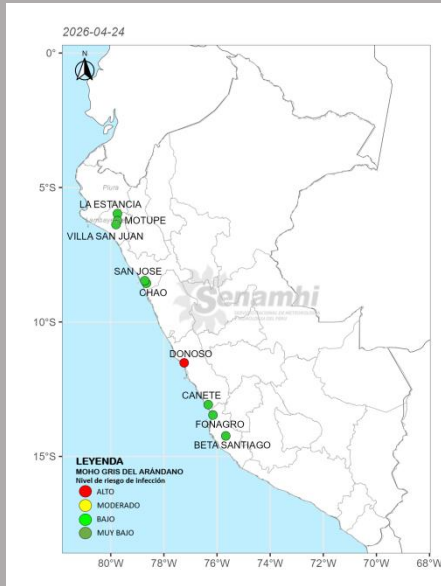 2026-04-24
N
0°
5°S
10°S
15°S
Piura
LA ESTANCIA
MOTUPE
VILLA SAN JUAN
SAN JOSE
CHAO
Senamhi
DONOSO
CANETE
FONAGRO
BETA SANTIAGO
LEYENDA
MOHO GRIS DEL ARÁNDANO
Nivel de riesgo de infección
ALTO
MODERADO
BAJO
MUY BAJO
80°W 78°W 76°W 74°W 72°W 70°W 68°W